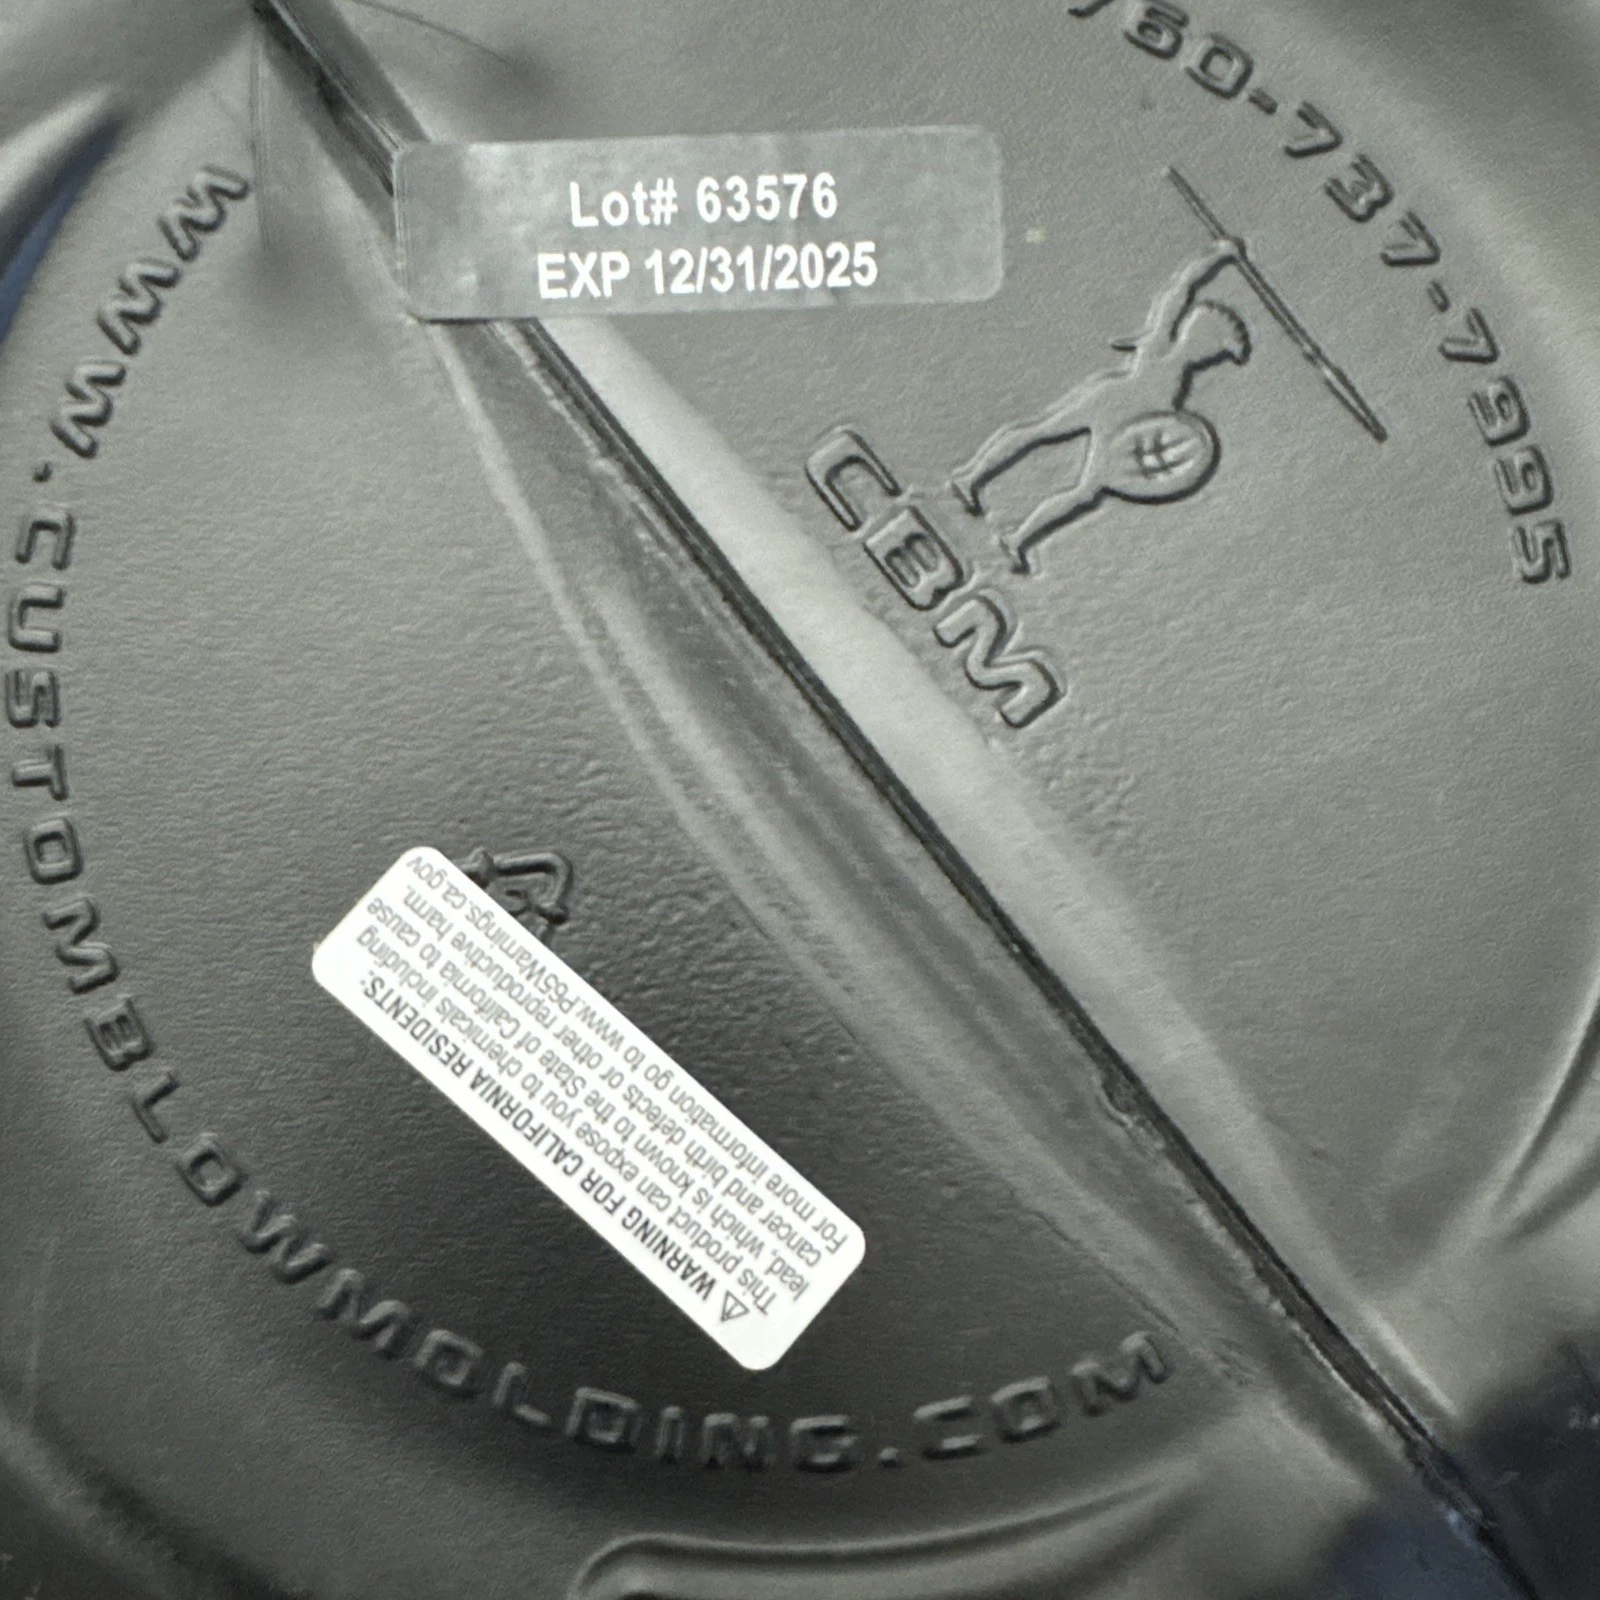 Lot# 63576
EXP 12/31/2025
760-737-7995
CBM
WWW.CUSTOMBLOWMOLDING.COM
⚠ WARNING FOR CALIFORNIA RESIDENTS:
This product can expose you to chemicals including
lead, which is known to the State of California to cause
cancer and birth defects or other reproductive harm.
For more information go to www.P65Warnings.ca.gov